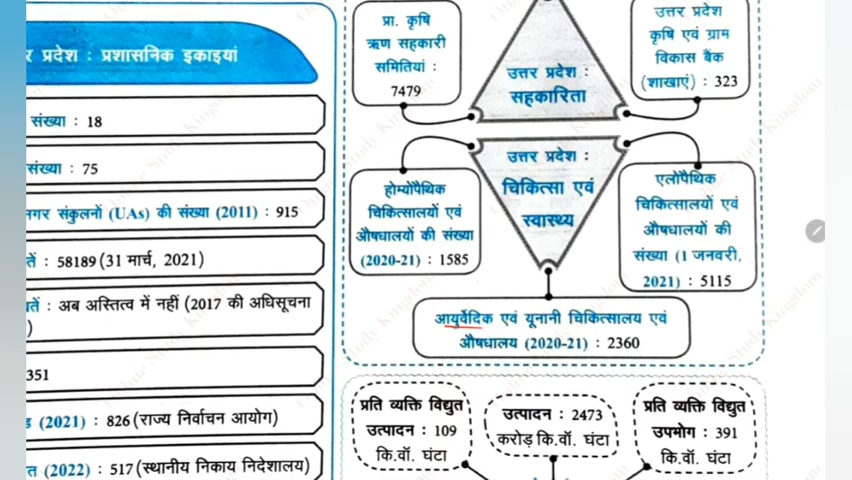 प्रदेश : प्रशासनिक इकाइयां
संख्या : 18
संख्या : 75
नगर संकुलनों (UAs) की संख्या (2011) : 915
58189 (31 मार्च, 2021)
अब अस्तित्व में नहीं (2017 की अधिसूचना
)
351
(2021) : 826 (राज्य निर्वाचन आयोग)
(2022) : 517 (स्थानीय निकाय निदेशालय)
प्रा. कृषि
ऋण सहकारी
समितियां :
7479
उत्तर प्रदेश :
सहकारिता
उत्तर प्रदेश
कृषि एवं ग्राम
विकास बैंक
(शाखाएं) : 323
होम्योपैथिक
चिकित्सालयों एवं
औषधालयों की संख्या
(2020-21) : 1585
उत्तर प्रदेश :
चिकित्सा एवं
स्वास्थ्य
एलोपैथिक
चिकित्सालयों एवं
औषधालयों की
संख्या (1 जनवरी,
2021) : 5115
आयुर्वेदिक एवं यूनानी चिकित्सालय एवं
औषधालय (2020-21) : 2360
प्रति व्यक्ति विद्युत
उत्पादन : 109
कि.वॉ. घंटा
उत्पादन : 2473
करोड़ कि.वॉ. घंटा
प्रति व्यक्ति विद्युत
उपभोग : 391
कि.वॉ. घंटा